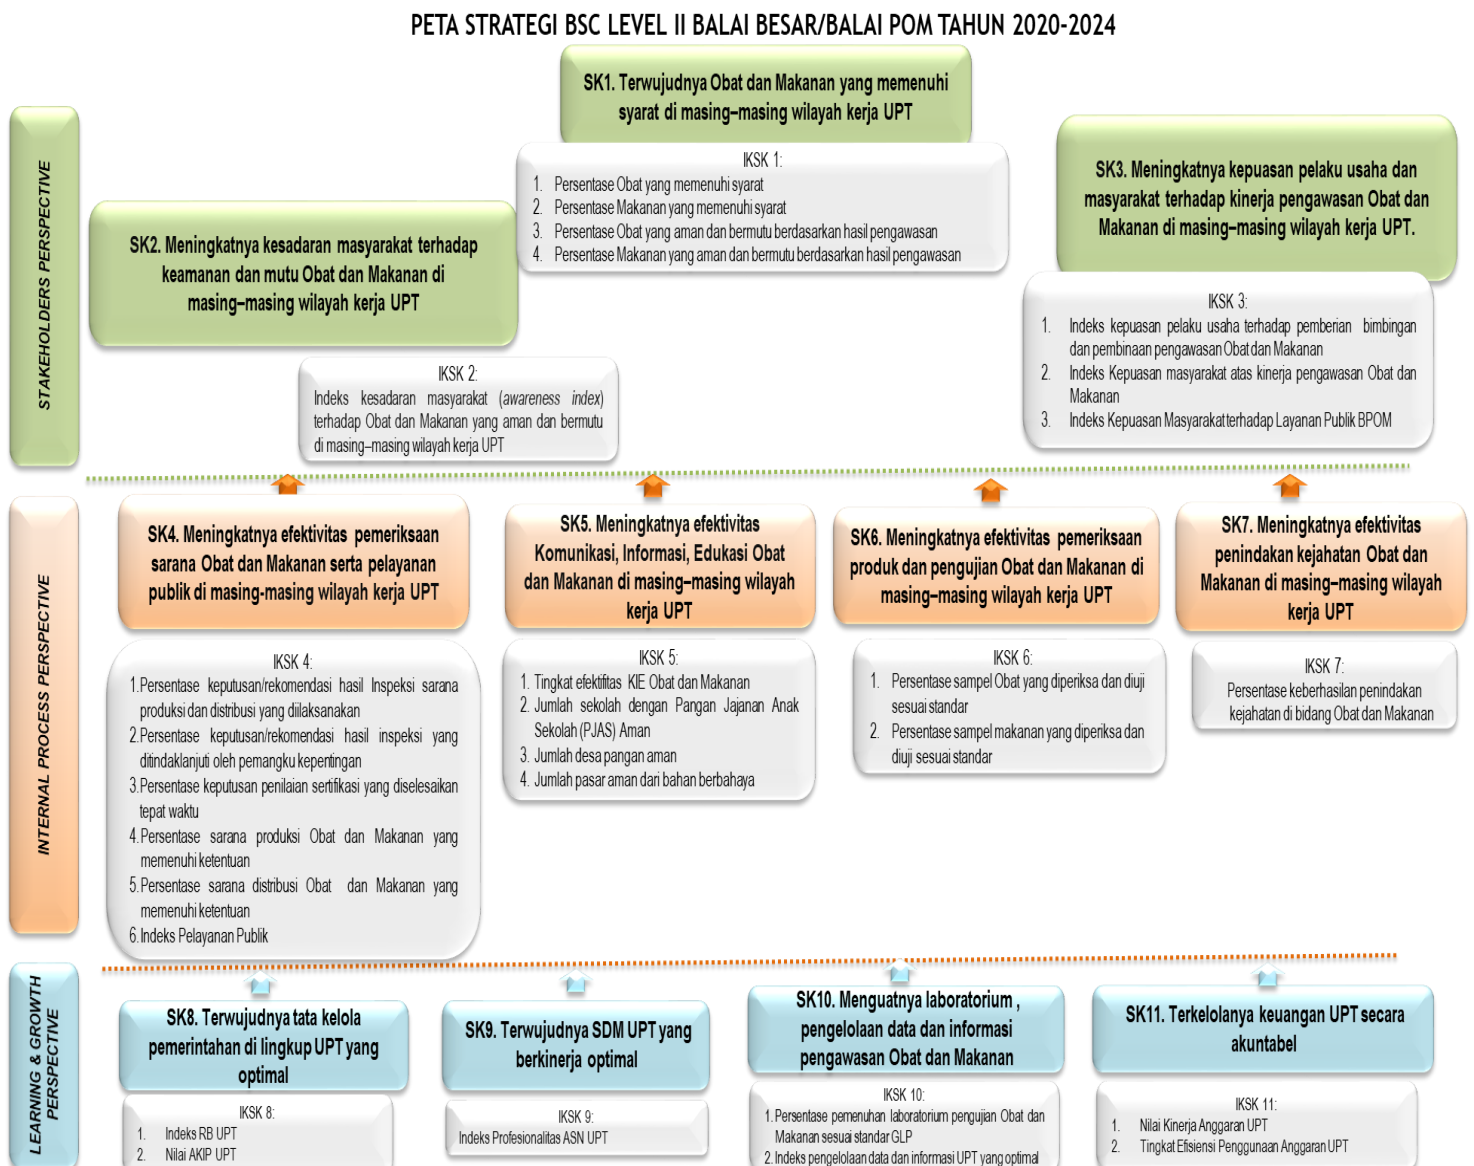 PETA STRATEGI BSC LEVEL II BALAI BESAR/BALAI POM TAHUN 2020-2024
STAKEHOLDERS PERSPECTIVE
SK1. Terwujudnya Obat dan Makanan yang memenuhi
syarat di masing–masing wilayah kerja UPT
IKSK 1:
1. Persentase Obat yang memenuhi syarat
2. Persentase Makanan yang memenuhi syarat
3. Persentase Obat yang aman dan bermutu berdasarkan hasil pengawasan
4. Persentase Makanan yang aman dan bermutu berdasarkan hasil pengawasan
SK2. Meningkatnya kesadaran masyarakat terhadap
keamanan dan mutu Obat dan Makanan di
masing–masing wilayah kerja UPT
IKSK 2:
Indeks kesadaran masyarakat (awareness index)
terhadap Obat dan Makanan yang aman dan bermutu
di masing–masing wilayah kerja UPT
SK3. Meningkatnya kepuasan pelaku usaha dan
masyarakat terhadap kinerja pengawasan Obat dan
Makanan di masing–masing wilayah kerja UPT.
IKSK 3:
1. Indeks kepuasan pelaku usaha terhadap pemberian bimbingan
dan pembinaan pengawasan Obat dan Makanan
2. Indeks Kepuasan masyarakat atas kinerja pengawasan Obat dan
Makanan
3. Indeks Kepuasan Masyarakat terhadap Layanan Publik BPOM
INTERNAL PROCESS PERSPECTIVE
SK4. Meningkatnya efektivitas pemeriksaan
sarana Obat dan Makanan serta pelayanan
publik di masing-masing wilayah kerja UPT
IKSK 4:
1.Persentase keputusan/rekomendasi hasil Inspeksi sarana
produksi dan distribusi yang dilaksanakan
2.Persentase keputusan/rekomendasi hasil inspeksi yang
ditindaklanjuti oleh pemangku kepentingan
3.Persentase keputusan penilaian sertifikasi yang diselesaikan
tepat waktu
4.Persentase sarana produksi Obat dan Makanan yang
memenuhi ketentuan
5.Persentase sarana distribusi Obat dan Makanan yang
memenuhi ketentuan
6.Indeks Pelayanan Publik
SK5. Meningkatnya efektivitas
Komunikasi, Informasi, Edukasi Obat
dan Makanan di masing–masing wilayah
kerja UPT
IKSK 5:
1. Tingkat efektifitas KIE Obat dan Makanan
2. Jumlah sekolah dengan Pangan Jajanan Anak
Sekolah (PJAS) Aman
3. Jumlah desa pangan aman
4. Jumlah pasar aman dari bahan berbahaya
SK6. Meningkatnya efektivitas pemeriksaan
produk dan pengujian Obat dan Makanan di
masing–masing wilayah kerja UPT
IKSK 6:
1. Persentase sampel Obat yang diperiksa dan diuji
sesuai standar
2. Persentase sampel makanan yang diperiksa dan
diuji sesuai standar
SK7. Meningkatnya efektivitas
penindakan kejahatan Obat dan
Makanan di masing–masing wilayah
kerja UPT
IKSK 7:
Persentase keberhasilan penindakan
kejahatan di bidang Obat dan Makanan
LEARNING & GROWTH
PERSPECTIVE
SK8. Terwujudnya tata kelola
pemerintahan di lingkup UPT yang
optimal
IKSK 8:
1. Indeks RB UPT
2. Nilai AKIP UPT
SK9. Terwujudnya SDM UPT yang
berkinerja optimal
IKSK 9:
Indeks Profesionalitas ASN UPT
SK10. Menguatnya laboratorium ,
pengelolaan data dan informasi
pengawasan Obat dan Makanan
IKSK 10:
1. Persentase pemenuhan laboratorium pengujian Obat dan
Makanan sesuai standar GLP
2. Indeks pengelolaan data dan informasi UPT yang optimal
SK11. Terkelolanya keuangan UPT secara
akuntabel
IKSK 11:
1. Nilai Kinerja Anggaran UPT
2. Tingkat Efisiensi Penggunaan Anggaran UPT